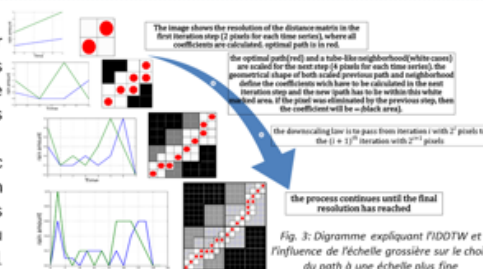 The image shows the resolution of the distance matrix in the
first iteration step (2 pixels for each time series), where all
coefficients are calculated. optimal path is in red.
the optimal path(red) and a tube-like neighborhood(white cases)
are scaled for the next step (4 pixels for each time series). the
geometrical shape of both scaled previous path and neighborhood
define the coefficients wich have to be calculated in the next
iteration step and the new (path has to be within this white
marked area. if the pixel was eliminated by the previous step, then
the coefficient will be ∞ (black area).
the downscaling law is to pass from iteration i with 2^i pixels to
the (i + 1)^th iteration with 2^{i+1} pixels
the process continues until the final
resolution has reached
Fig. 3: Digramme expliquant l'IDDTW et
l'influence de l'échelle grossière sur le choi
du path à une échelle plus fine